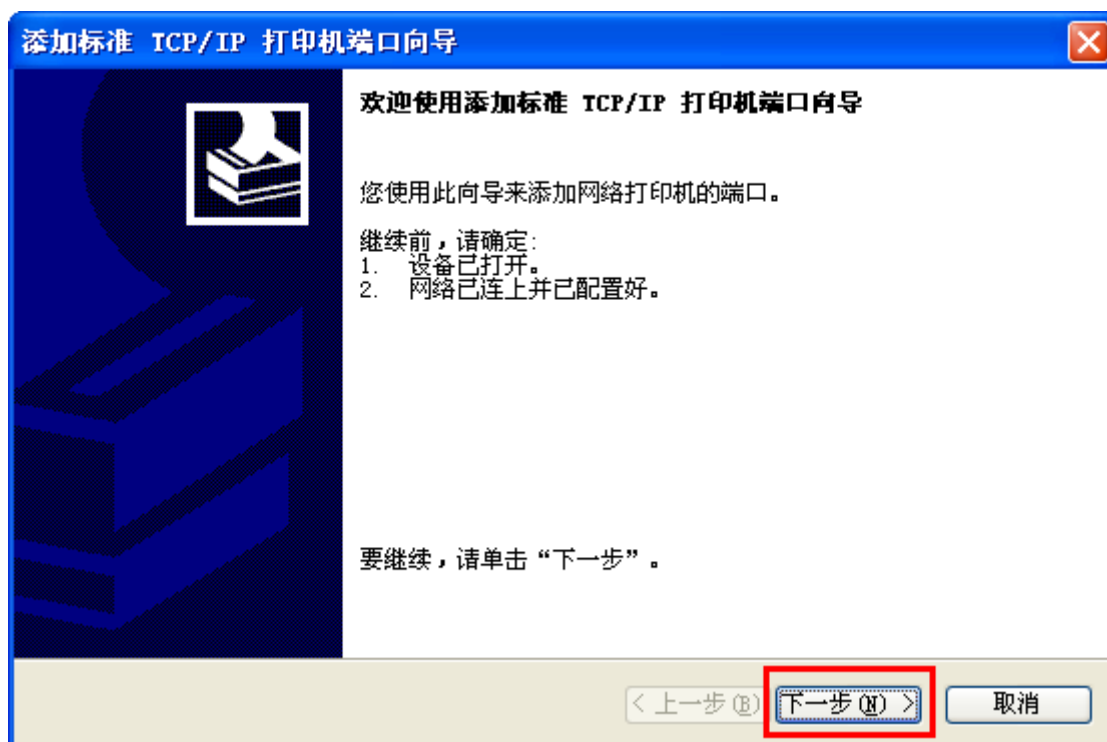 添加标准 TCP/IP 打印机端口向导
欢迎使用添加标准 TCP/IP 打印机端口向导
您使用此向导来添加网络打印机的端口。
继续前，请确定:
1. 设备已打开。
2. 网络已连上并已配置好。
要继续，请单击“下一步”。
< 上一步(B) 下一步(N) > 取消